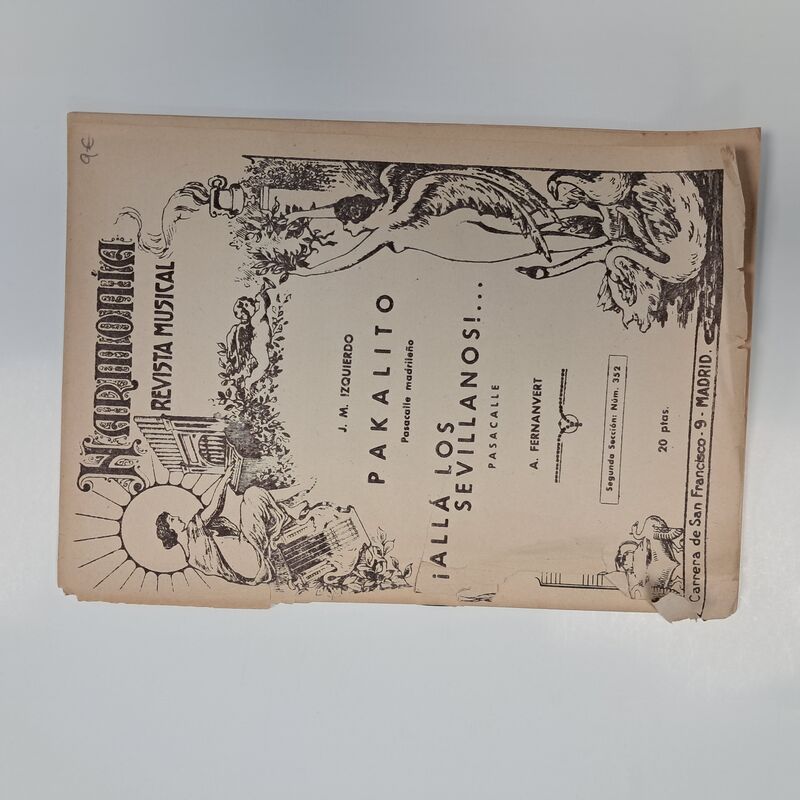 9€
HARMONÍA
REVISTA MUSICAL
J. M. IZQUIERDO
PAKALITO
Pasacalle madrileño
¡ALLÁ LOS
SEVILLANOS!...
PASACALLE
A. FERNANVERT
Segunda Sección: Núm. 352
20 ptas.
Carrera de San Francisco - 9 - MADRID.